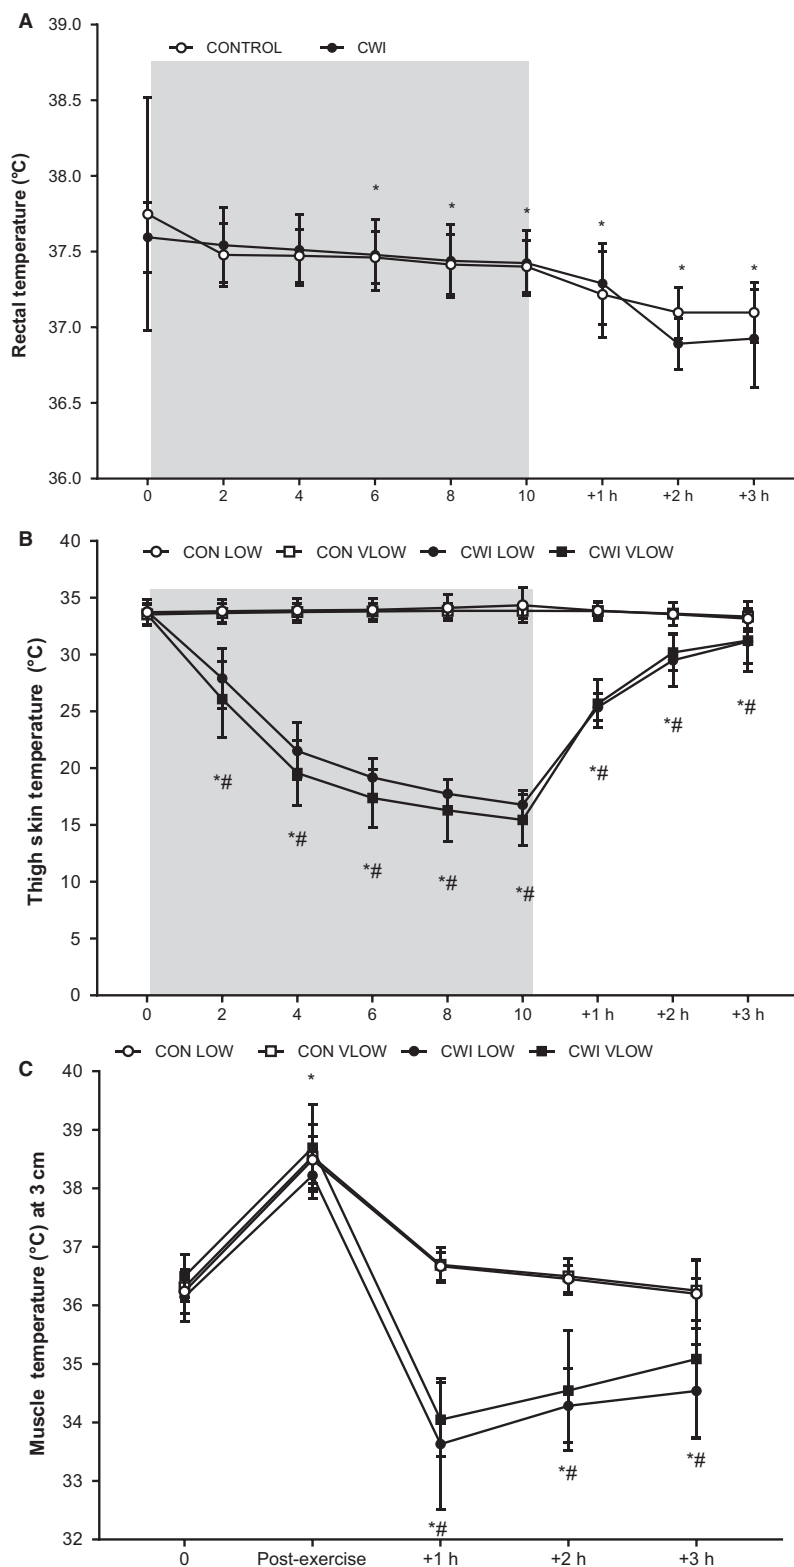 A
39.0
CONTROL CWI
38.5
38.0
37.5
37.0
36.5
36.0
Rectal temperature (°C)
* * * * * *
0 2 4 6 8 10 +1 h +2 h +3 h
B
40
CON LOW CON VLOW CWI LOW CWI VLOW
35
30
25
20
15
10
5
0
Thigh skin temperature (°C)
*# *# *# *# *# *# *# *#
0 2 4 6 8 10 +1 h +2 h +3 h
CON LOW CON VLOW CWI LOW CWI VLOW
C
40
39
38
37
36
35
34
33
32
Muscle temperature (°C) at 3 cm
* *# *# *#
0 Post-exercise +1 h +2 h +3 h